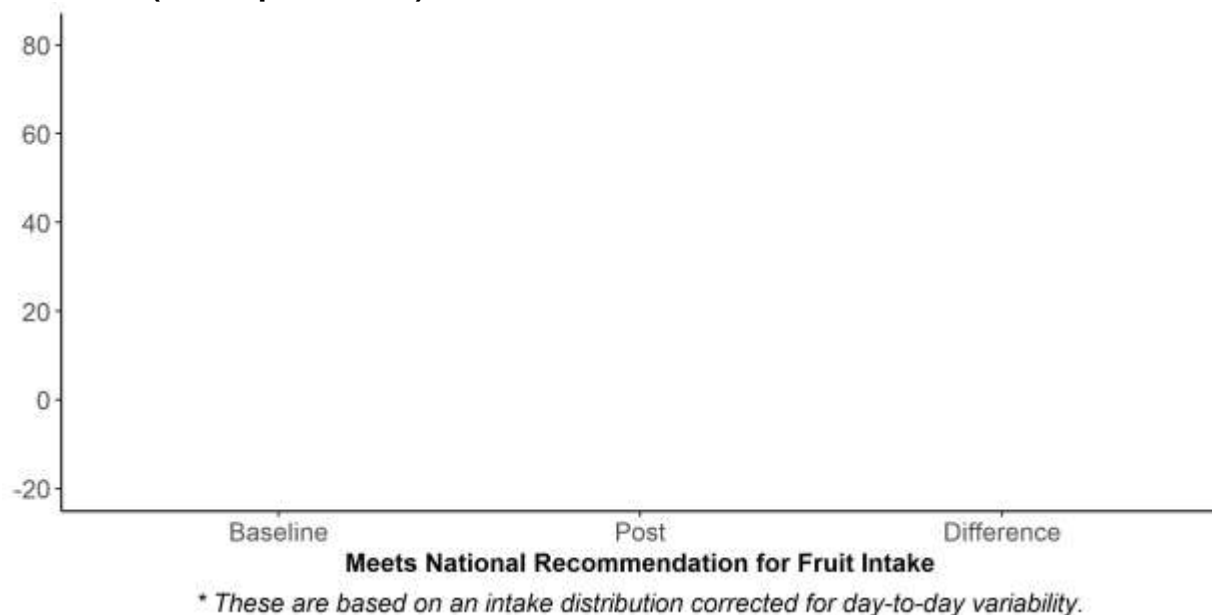 80
60
40
20
0
-20
Baseline Post Difference
Meets National Recommendation for Fruit Intake
* These are based on an intake distribution corrected for day-to-day variability.